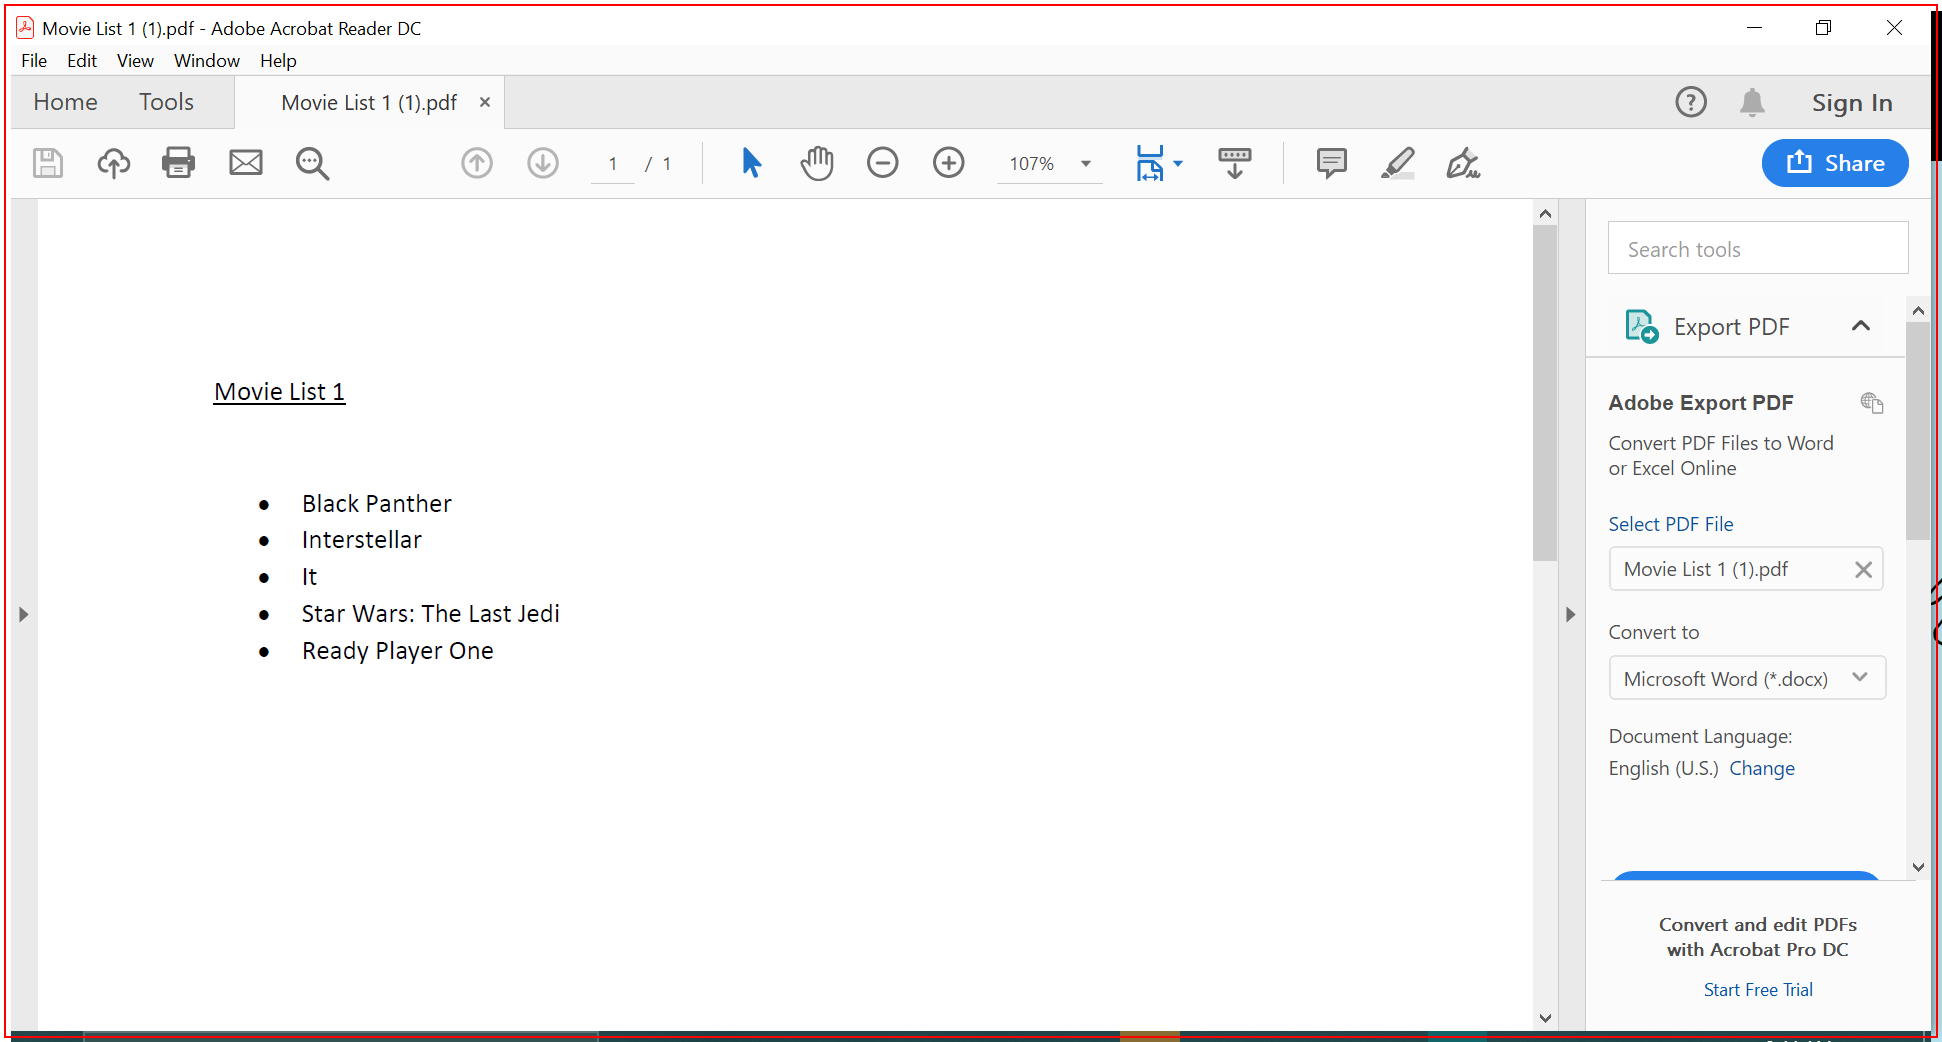 Movie List 1 (1).pdf - Adobe Acrobat Reader DC
File Edit View Window Help
Home Tools Movie List 1 (1).pdf Sign In
1 / 1 107% Share
Search tools
Export PDF
Movie List 1
Adobe Export PDF
Convert PDF Files to Word
or Excel Online
Black Panther
Select PDF File
Interstellar
Movie List 1 (1).pdf
It
Star Wars: The Last Jedi
Convert to
Ready Player One
Microsoft Word (*.docx)
Document Language:
English (U.S.) Change
Convert and edit PDFs
with Acrobat Pro DC
Start Free Trial